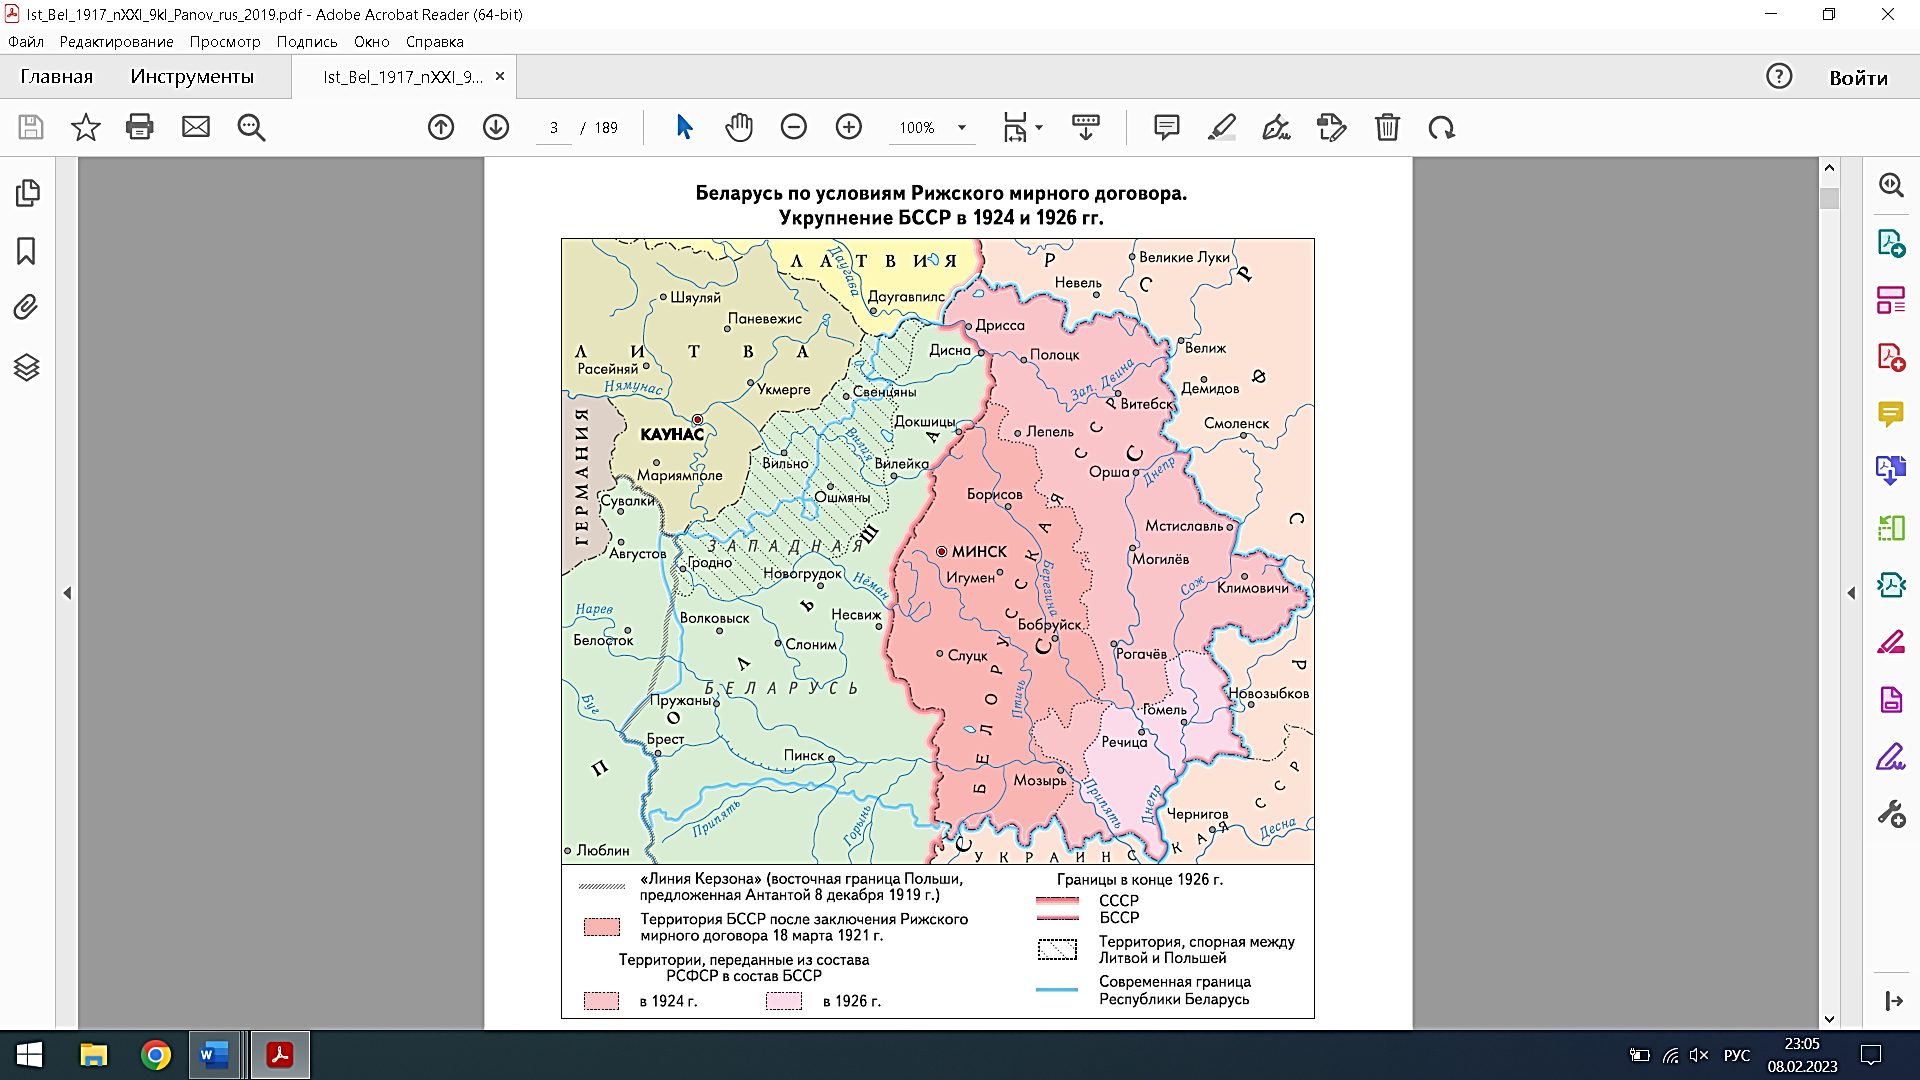 Ist_Bel_1917_nXXI_9kl_Panov_rus_2019.pdf - Adobe Acrobat Reader (64-bit)
Файл Редактирование Просмотр Подпись Окно Справка
Главная Инструменты Ist_Bel_1917_nXXI_9... × Войти
3 / 189 100%
Беларусь по условиям Рижского мирного договора.
Укрупнение БССР в 1924 и 1926 гг.
ЛАТВИЯ
Даугава
Даугавпилс
РСФСР
СССР
Великие Луки
Невель
Шяуляй
Паневежис
ЛИТВА
Расейняй
Нямунас
Укмерге
КАУНАС
Мариямполе
ГЕРМАНИЯ
Дрисса
Дисна
Полоцк
Зап. Двина
Витебск
Велиж
Демидов
Смоленск
Свенцяны
Докшицы
Лепель
Вильно
Вилия
Вилейка
Орша
Днепр
Сувалки
Ошмяны
Борисов
Мстиславль
Августов
ЗАПАДНАЯ
Гродно
Новогрудок
Нёман
МИНСК
Игумен
Березина
Могилёв
Сож
Климовичи
Нарев
Белосток
Волковыск
Несвиж
Слоним
Бобруйск
Слуцк
Рогачёв
БЕЛАРУСЬ
Буг
Пружаны
Птичь
Новозыбков
Гомель
Речица
Брест
Пинск
Мозырь
ПОЛЬША
БЕЛОРУССКАЯ ССР
Припять
Горынь
Припять
Днепр
Чернигов
Десна
Люблин
УКРАИНСКАЯ ССР
«Линия Керзона» (восточная граница Польши,
предложенная Антантой 8 декабря 1919 г.)
Территория БССР после заключения Рижского
мирного договора 18 марта 1921 г.
Территории, переданные из состава
РСФСР в состав БССР
в 1924 г. в 1926 г.
Границы в конце 1926 г.
СССР
БССР
Территория, спорная между
Литвой и Польшей
Современная граница
Республики Беларусь
РУС
23:05
08.02.2023